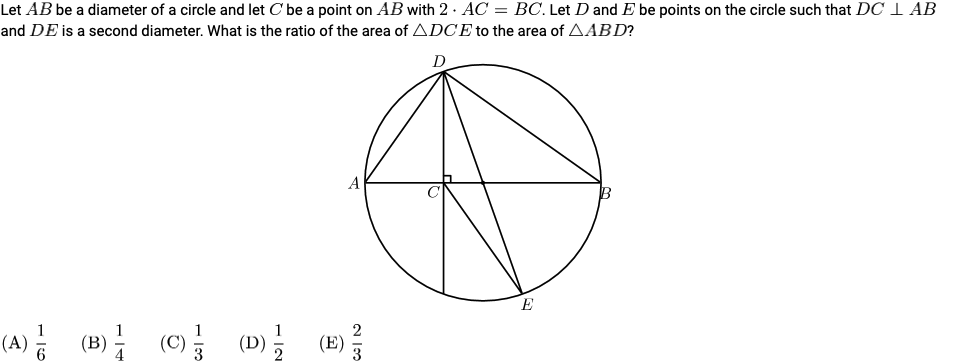 Let AB be a diameter of a circle and let C be a point on AB with 2 · AC = BC. Let D and E be points on the circle such that DC ⊥ AB
and DE is a second diameter. What is the ratio of the area of △DCE to the area of △ABD?
D
A
C
B
E
(A) 1/6 (B) 1/4 (C) 1/3 (D) 1/2 (E) 2/3